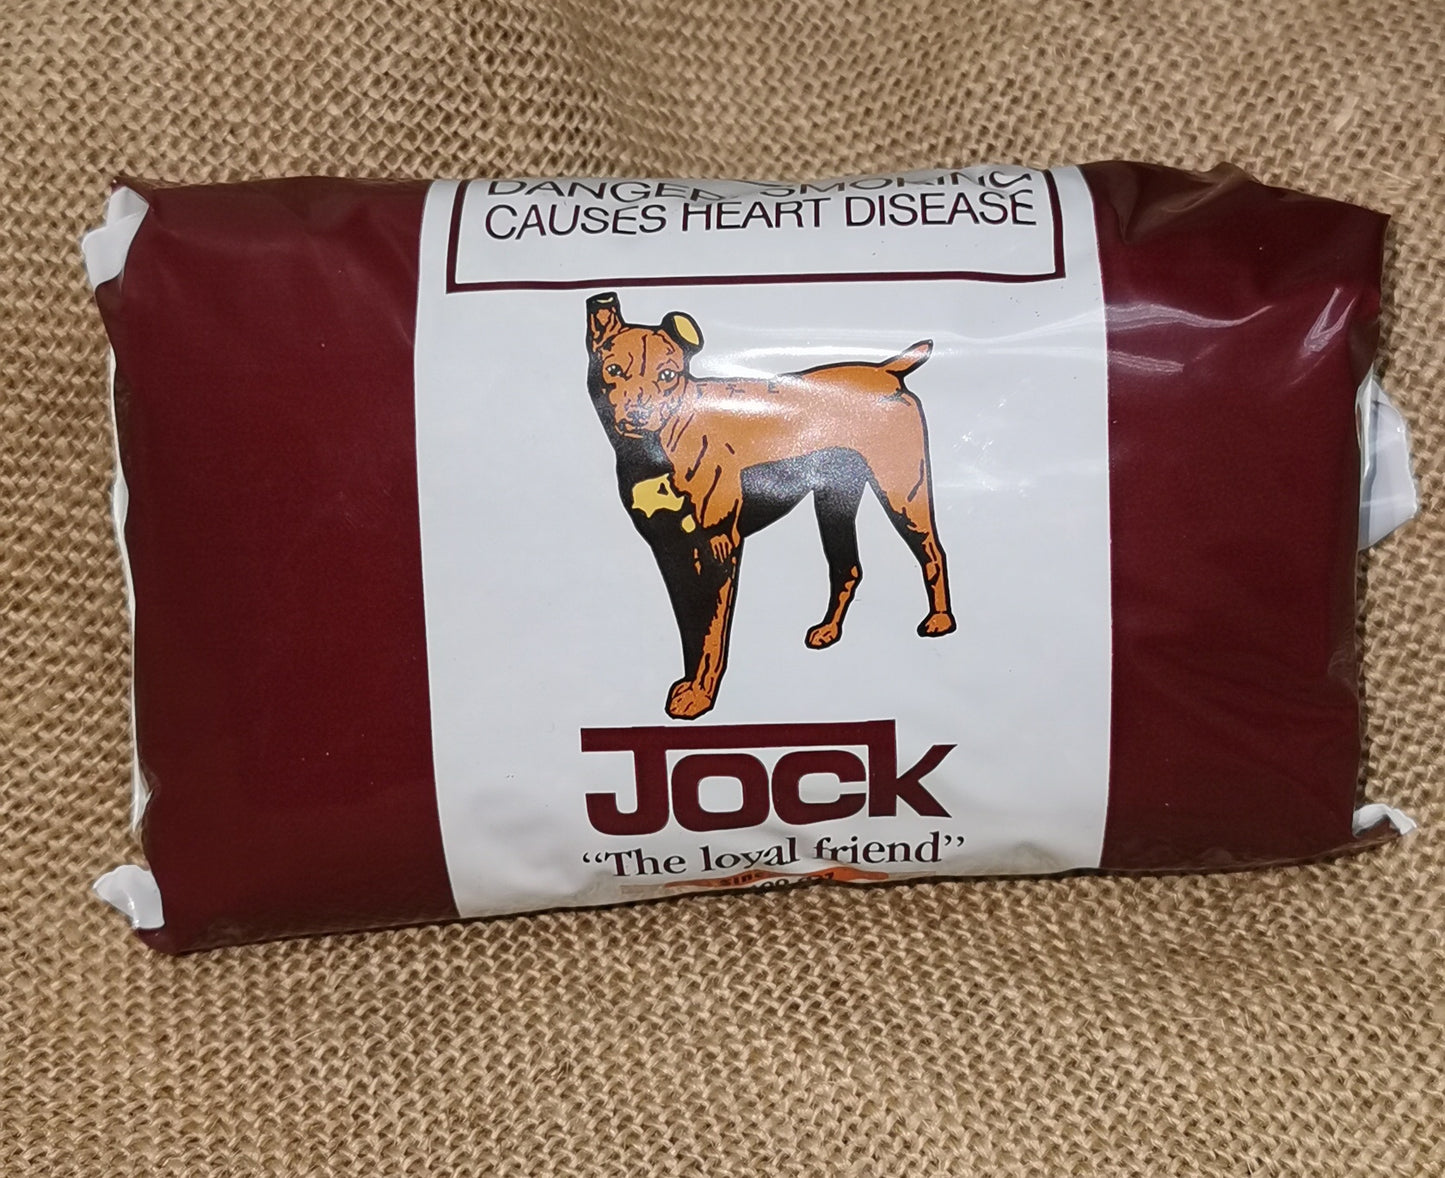 DANGER: SMOKING
CAUSES HEART DISEASE
JOCK
“The loyal friend”